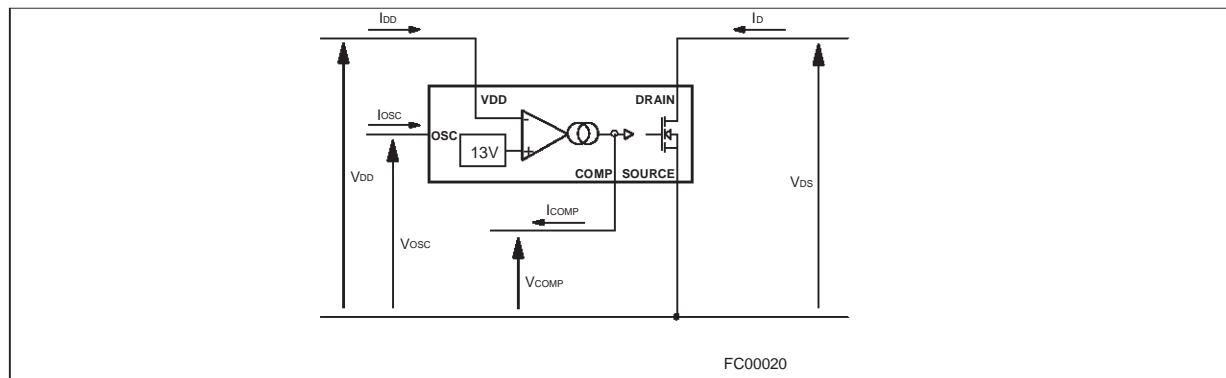 IDD
ID
VDD
DRAIN
IOSC
OSC
-
13V
+
COMP
SOURCE
VDD
VDS
ICOMP
VOSC
VCOMP
FC00020